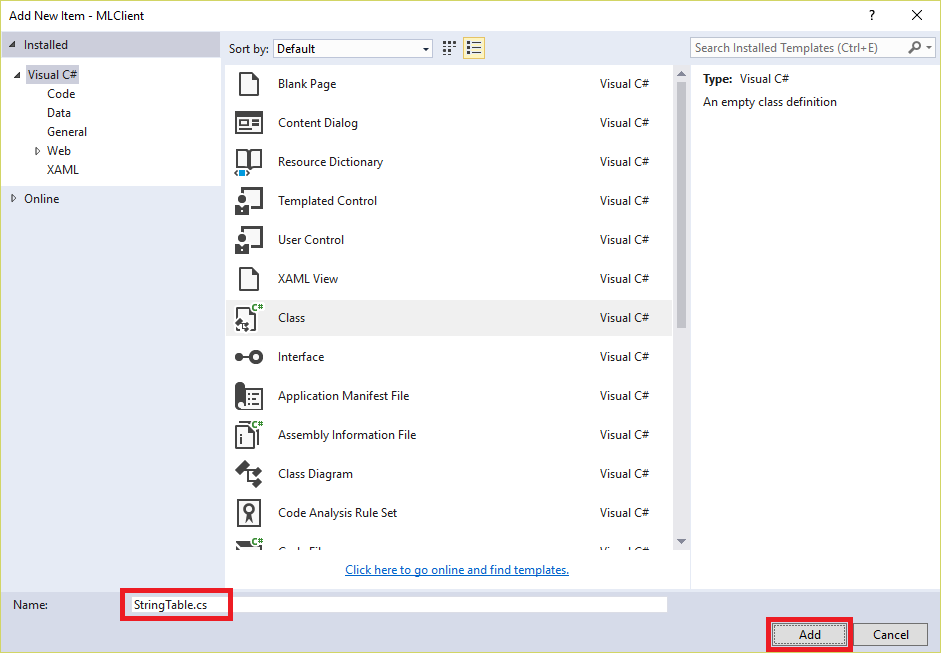 Add New Item - MLClient
?
Installed
Sort by: Default
Search Installed Templates (Ctrl+E)
Visual C#
Code
Data
General
Web
XAML
Online
Blank Page Visual C#
Content Dialog Visual C#
Resource Dictionary Visual C#
Templated Control Visual C#
User Control Visual C#
XAML View Visual C#
C# Class Visual C#
Interface Visual C#
Application Manifest File Visual C#
C# Assembly Information File Visual C#
Class Diagram Visual C#
Code Analysis Rule Set Visual C#
C#
Type: Visual C#
An empty class definition
Click here to go online and find templates.
Name: StringTable.cs
Add Cancel